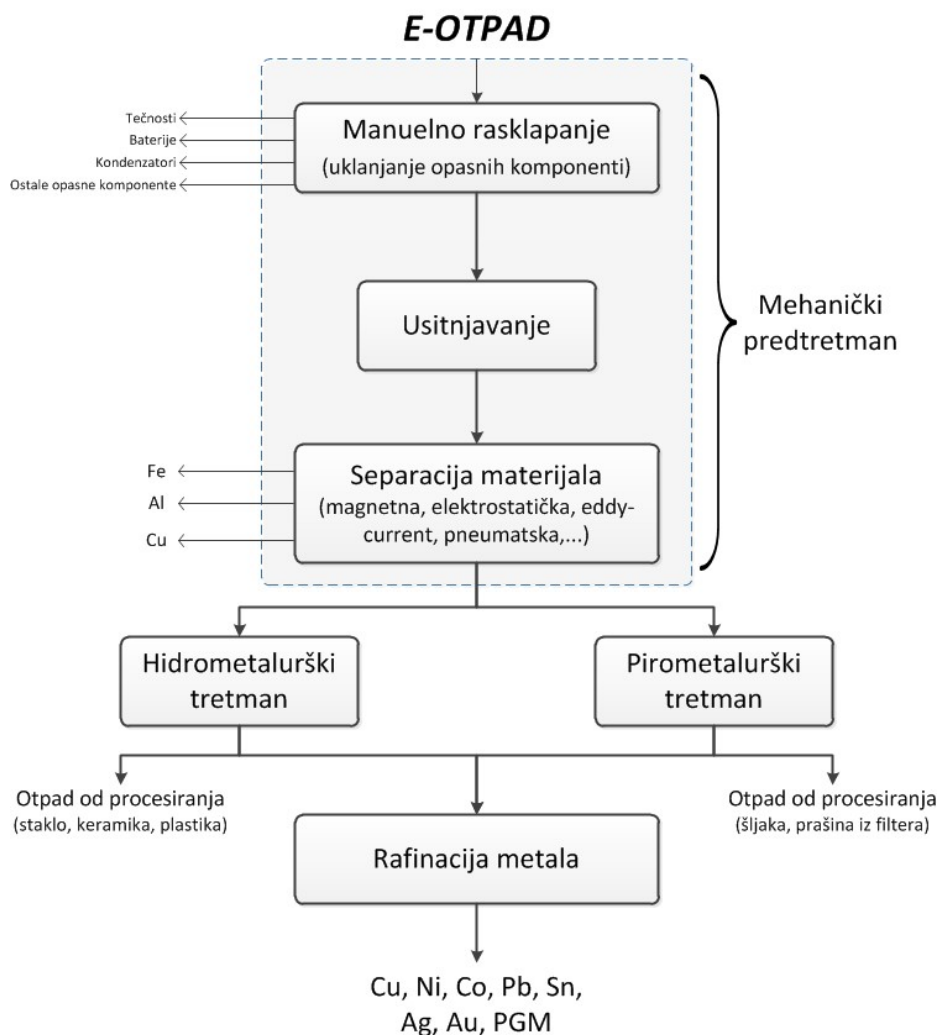 E-OTPAD
Manuelno rasklapanje
(uklanjanje opasnih komponenti)
Tečnosti
Baterije
Kondenzatori
Ostale opasne komponente
Usitnjavanje
Mehanički
predtretman
Separacija materijala
(magnetna, elektrostatička, eddy-
current, pneumatska,...)
Fe
Al
Cu
Hidrometalurški
tretman
Pirometalurški
tretman
Otpad od procesiranja
(staklo, keramika, plastika)
Otpad od procesiranja
(šljaka, prašina iz filtera)
Rafinacija metala
Cu, Ni, Co, Pb, Sn,
Ag, Au, PGM